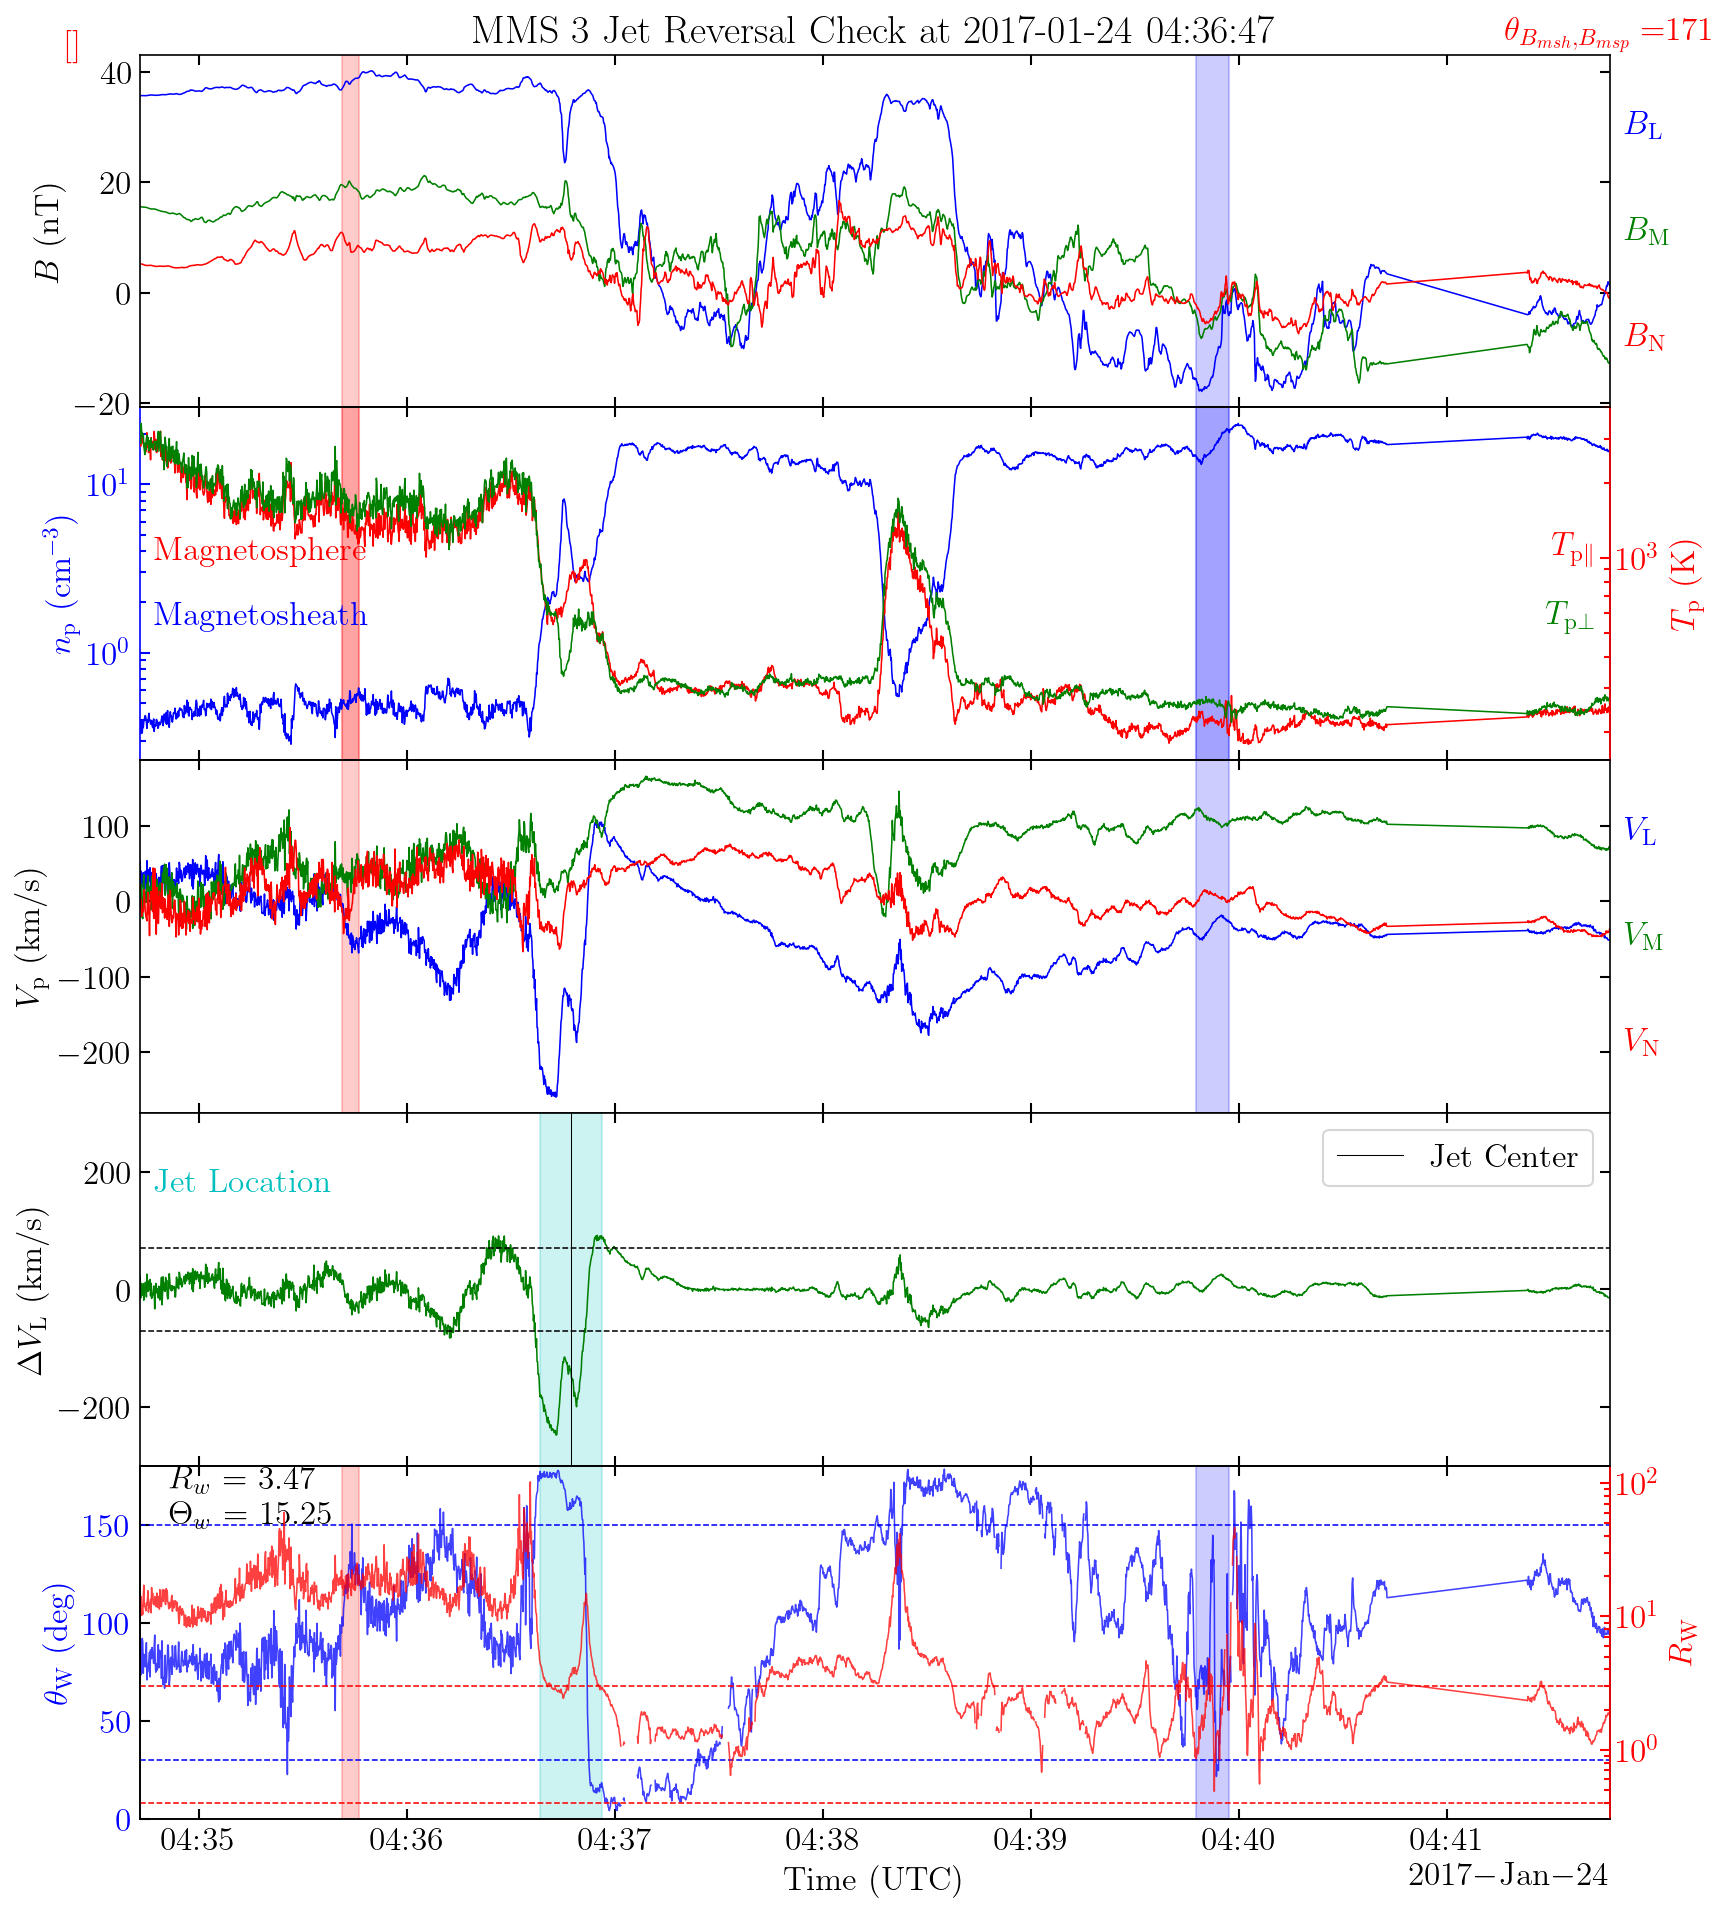 MMS 3 Jet Reversal Check at 2017-01-24 04:36:47
[]
θ_{B_{msh},B_{msp}} =171
40
20
0
−20
B (nT)
B_L
B_M
B_N
10^1
10^0
n_p (cm^{−3})
Magnetosphere
Magnetosheath
T_{p∥}
T_{p⊥}
10^3
T_p (K)
100
0
−100
−200
V_p (km/s)
V_L
V_M
V_N
200
0
−200
ΔV_L (km/s)
Jet Location
Jet Center
R_w = 3.47
Θ_w = 15.25
150
100
50
0
θ_W (deg)
10^2
10^1
10^0
R_W
04:35 04:36 04:37 04:38 04:39 04:40 04:41
Time (UTC)
2017−Jan−24